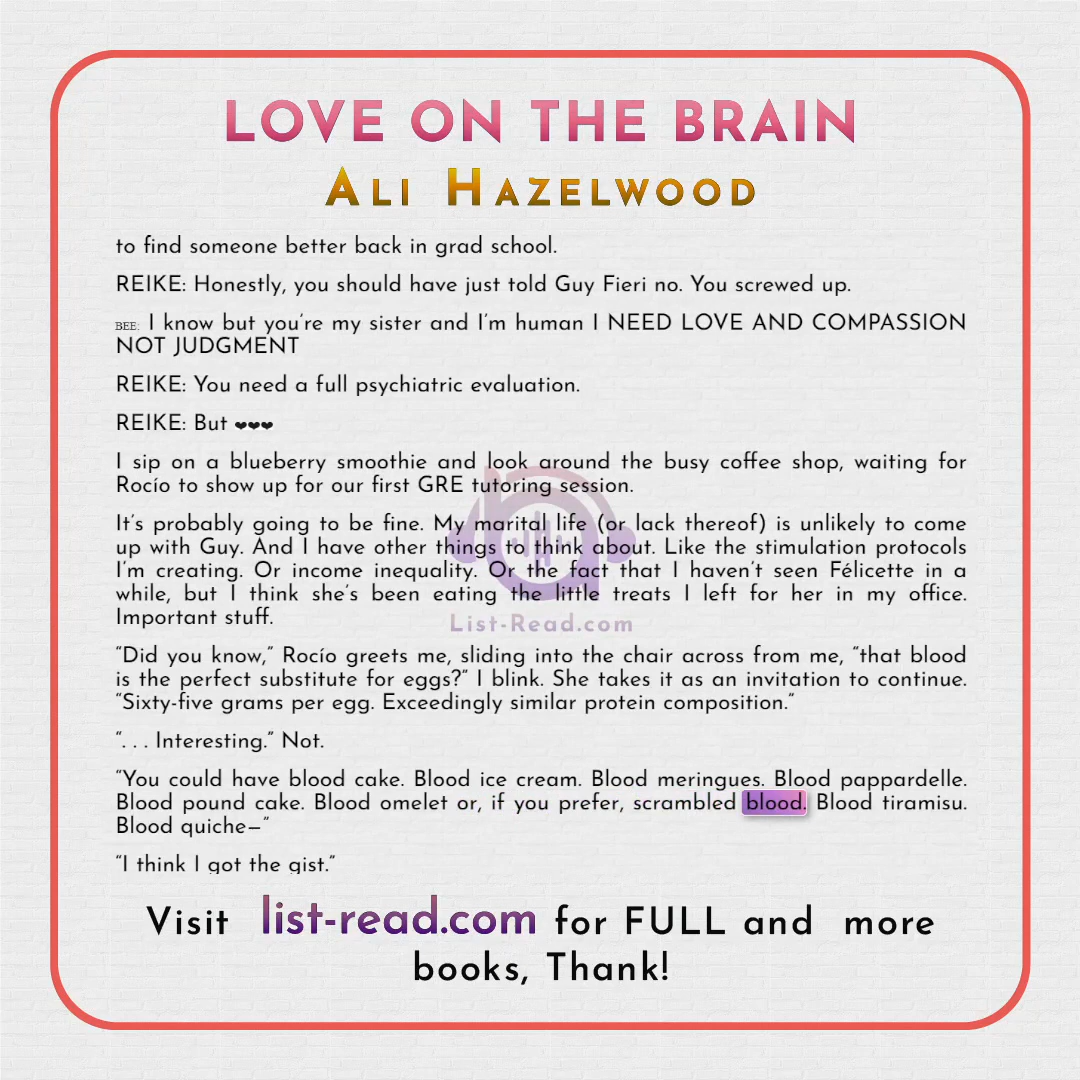 LOVE ON THE BRAIN
ALI HAZELWOOD
to find someone better back in grad school.
REIKE: Honestly, you should have just told Guy Fieri no. You screwed up.
BEE: I know but you’re my sister and I’m human I NEED LOVE AND COMPASSION
NOT JUDGMENT
REIKE: You need a full psychiatric evaluation.
REIKE: But ❤❤❤
I sip on a blueberry smoothie and look around the busy coffee shop, waiting for
Rocío to show up for our first GRE tutoring session.
It’s probably going to be fine. My marital life (or lack thereof) is unlikely to come
up with Guy. And I have other things to think about. Like the stimulation protocols
I’m creating. Or income inequality. Or the fact that I haven’t seen Félicette in a
while, but I think she’s been eating the little treats I left for her in my office.
Important stuff.
List-Read.com
“Did you know,” Rocío greets me, sliding into the chair across from me, “that blood
is the perfect substitute for eggs?” I blink. She takes it as an invitation to continue.
“Sixty-five grams per egg. Exceedingly similar protein composition.”
“. . . Interesting.” Not.
“You could have blood cake. Blood ice cream. Blood meringues. Blood pappardelle.
Blood pound cake. Blood omelet or, if you prefer, scrambled blood. Blood tiramisu.
Blood quiche—”
“I think I got the gist.”
Visit list-read.com for FULL and more
books, Thank!